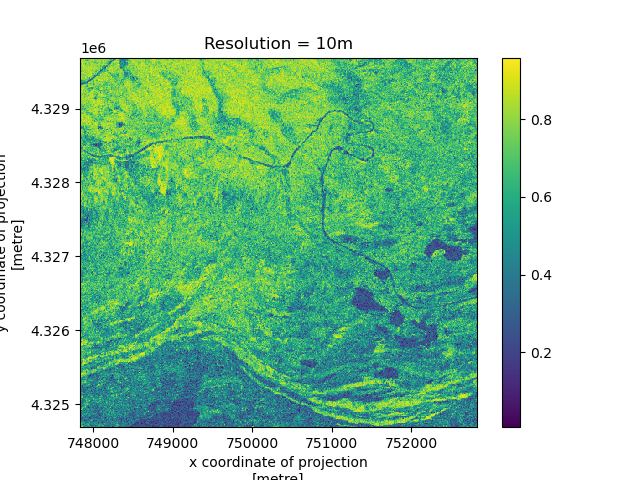 Resolution = 10m
1e6
4.329
4.328
4.327
4.326
4.325
748000 749000 750000 751000 752000
x coordinate of projection
[metre]
coordinate of projection
[metre]
0.8
0.6
0.4
0.2